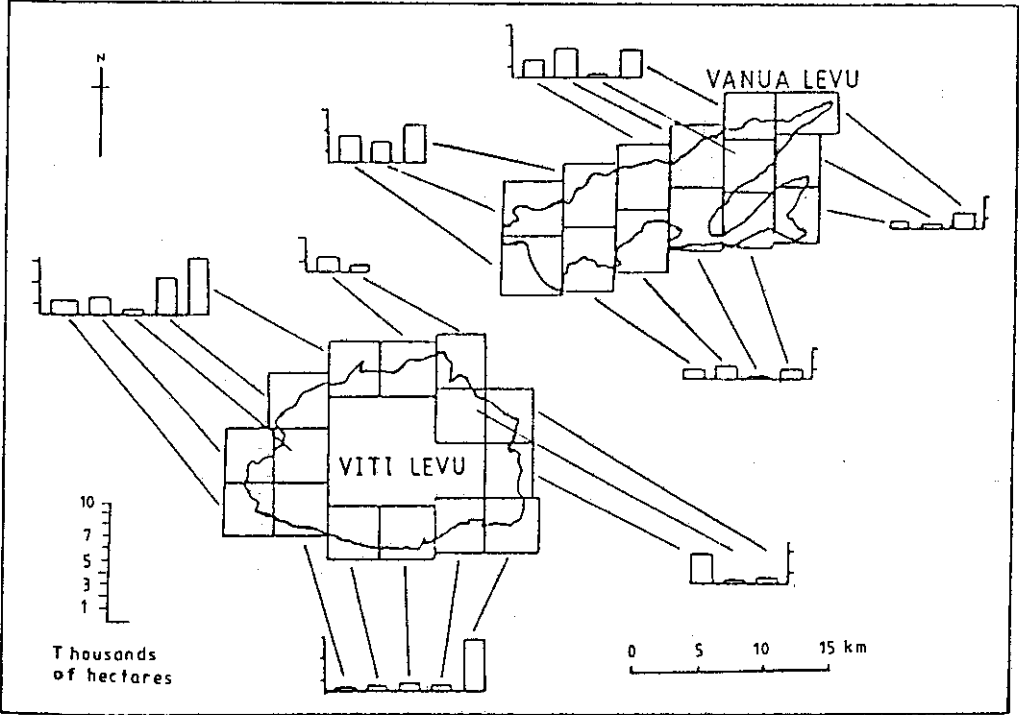 N
VANUA LEVU
VITI LEVU
10
7
5
3
1
Thousands
of hectares
0 5 10 15 km